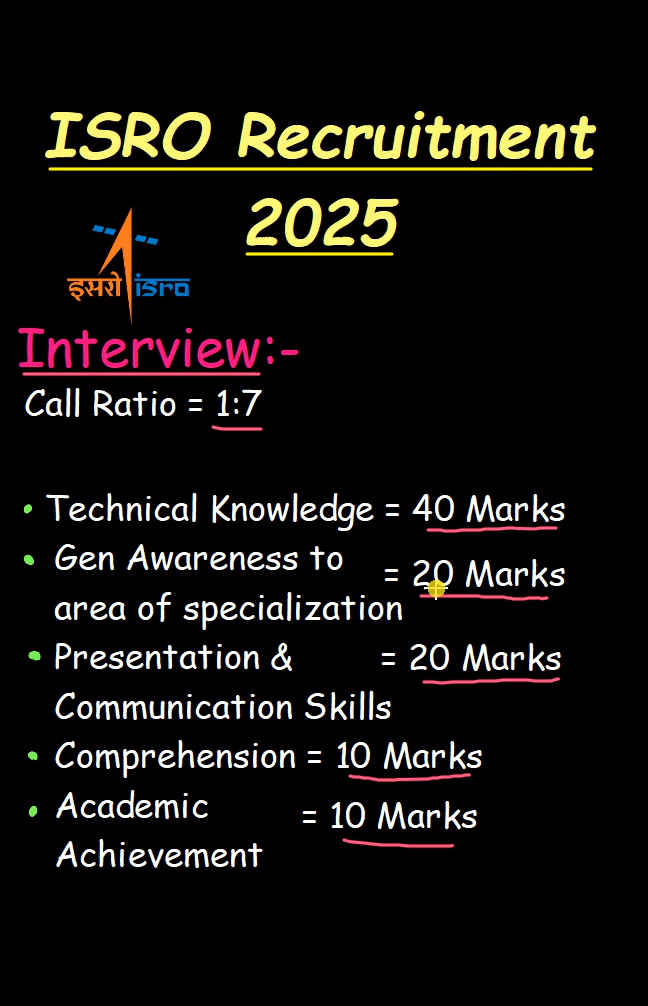 ISRO Recruitment
2025
इसरो isro
Interview:-
Call Ratio = 1:7
Technical Knowledge = 40 Marks
Gen Awareness to
= 20 Marks
area of specialization
Presentation & = 20 Marks
Communication Skills
Comprehension = 10 Marks
Academic
= 10 Marks
Achievement